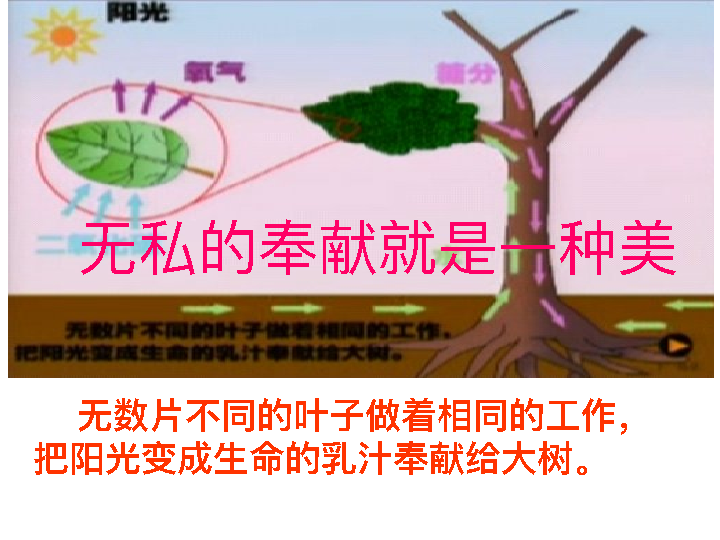 阳光
氧气
糖分
无私的奉献就是一种美
无数片不同的叶子做着相同的工作，
把阳光变成生命的乳汁奉献给大树。
无数片不同的叶子做着相同的工作，
把阳光变成生命的乳汁奉献给大树。